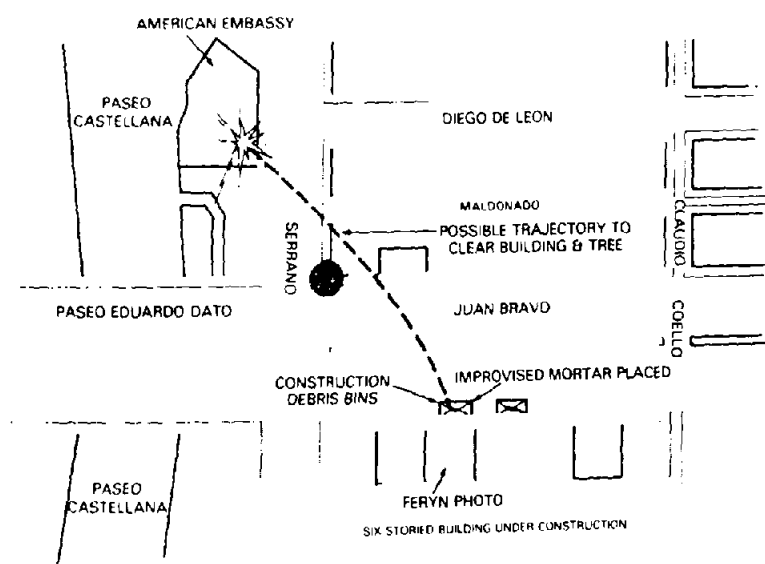 AMERICAN EMBASSY
PASEO
CASTELLANA
DIEGO DE LEON
MALDONADO
POSSIBLE TRAJECTORY TO
CLEAR BUILDING & TREE
SERRANO
CLAUDIO
COELLO
PASEO EDUARDO DATO
JUAN BRAVO
CONSTRUCTION
DEBRIS BINS
IMPROVISED MORTAR PLACED
PASEO
CASTELLANA
FERYN PHOTO
SIX STORIED BUILDING UNDER CONSTRUCTION